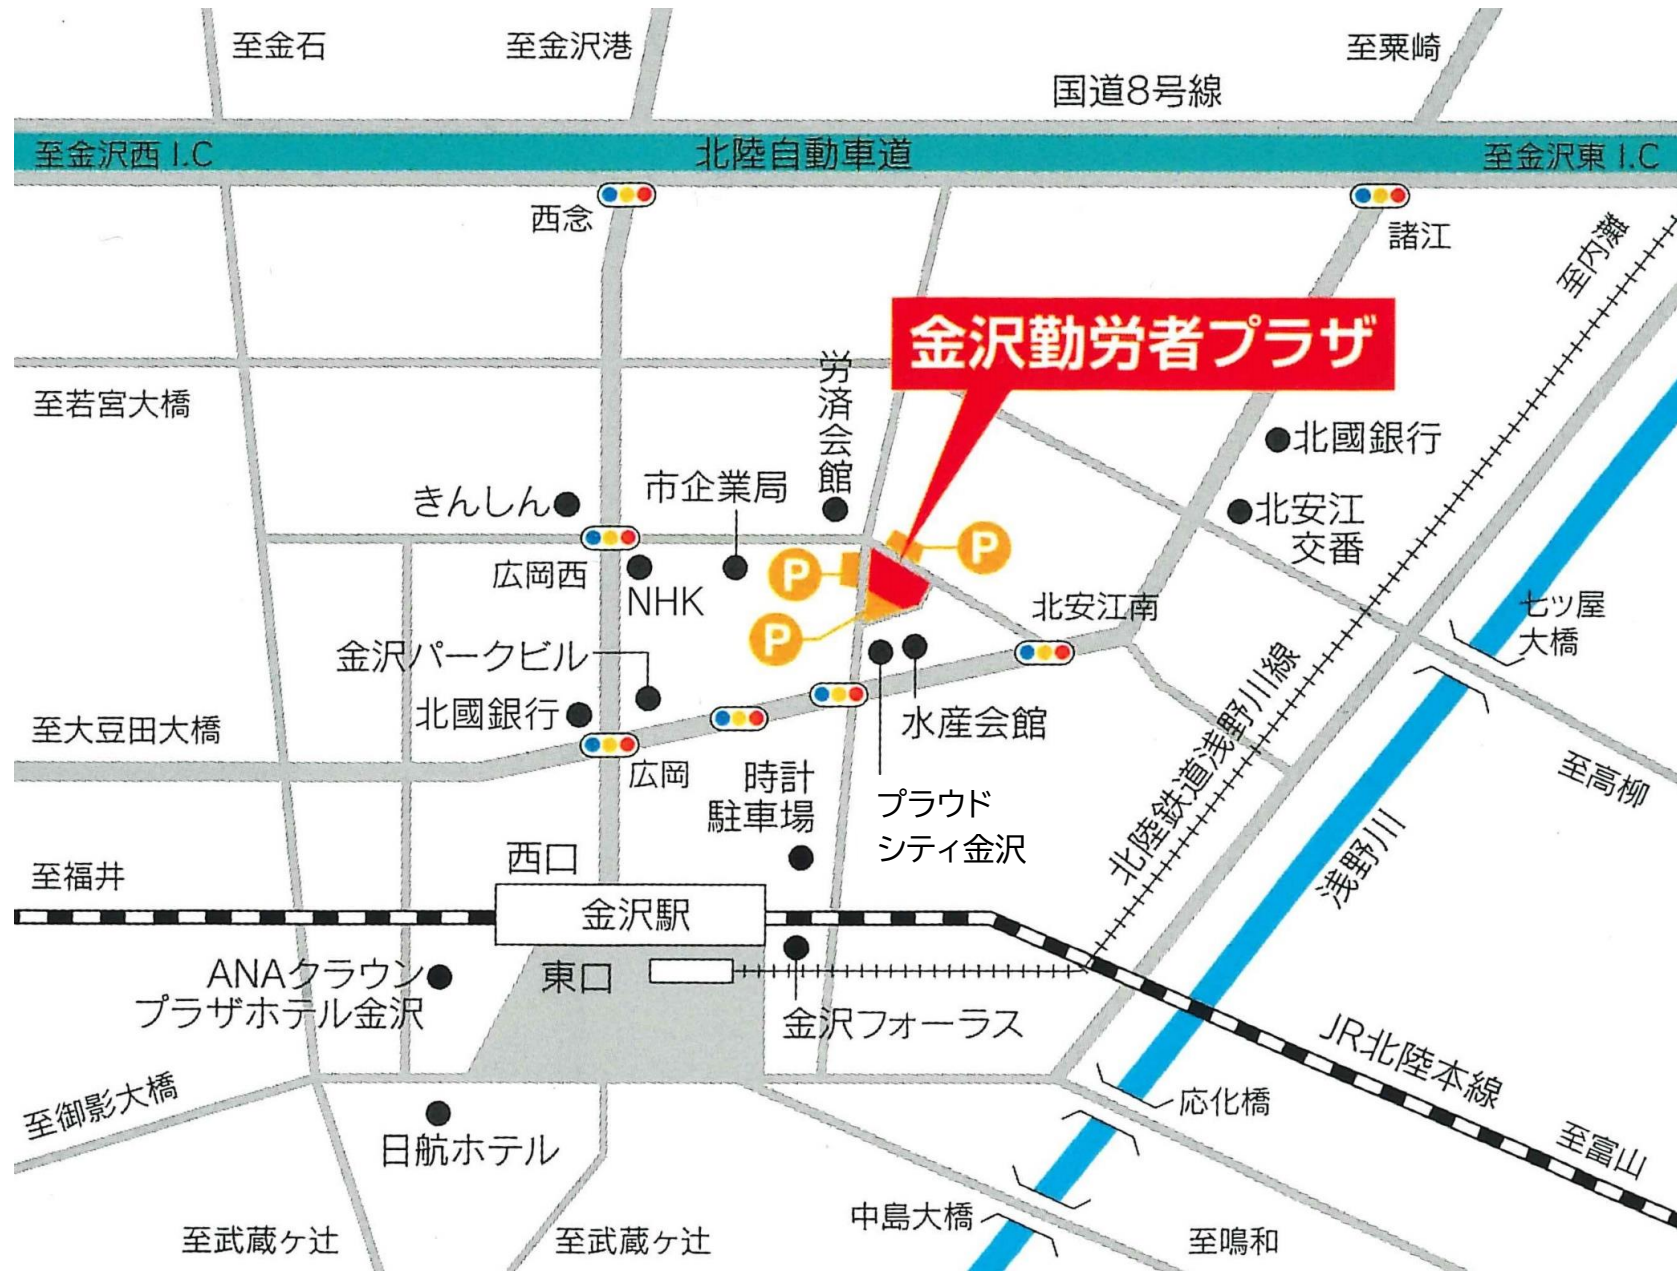 至金石
至金沢港
至粟崎
国道8号線
至金沢西 I.C
北陸自動車道
至金沢東 I.C
西念
諸江
至内灘
金沢勤労者プラザ
労済会館
至若宮大橋
北國銀行
きんしん
市企業局
北安江
交番
P
P
P
広岡西
NHK
北安江南
七ツ屋
大橋
金沢パークビル
北國銀行
水産会館
至大豆田大橋
広岡
時計
駐車場
プラウド
シティ金沢
北陸鉄道浅野川線
至高柳
浅野川
至福井
西口
金沢駅
東口
ANAクラウン
プラザホテル金沢
金沢フォーラス
JR北陸本線
至御影大橋
応化橋
日航ホテル
至富山
中島大橋
至武蔵ヶ辻
至武蔵ヶ辻
至鳴和